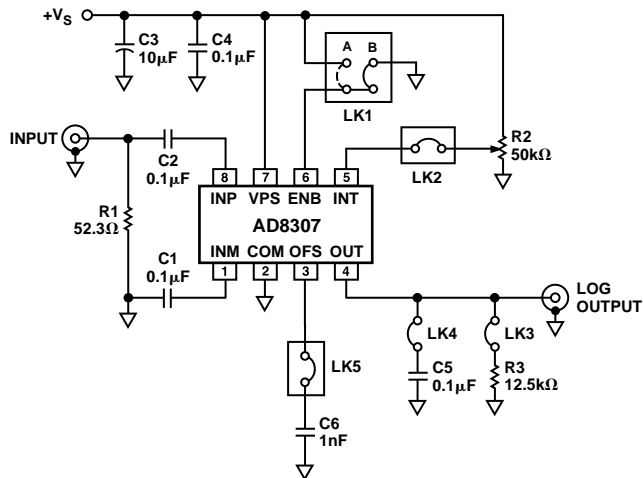 +VS
C3
10µF
C4
0.1µF
A B
LK1
INPUT
C2
0.1µF
R2
50kΩ
LK2
8 7 6 5
INP VPS ENB INT
AD8307
R1
52.3Ω
C1
0.1µF
INM COM OFS OUT
1 2 3 4
LOG
OUTPUT
LK4
LK3
LK5
C5
0.1µF
R3
12.5kΩ
C6
1nF